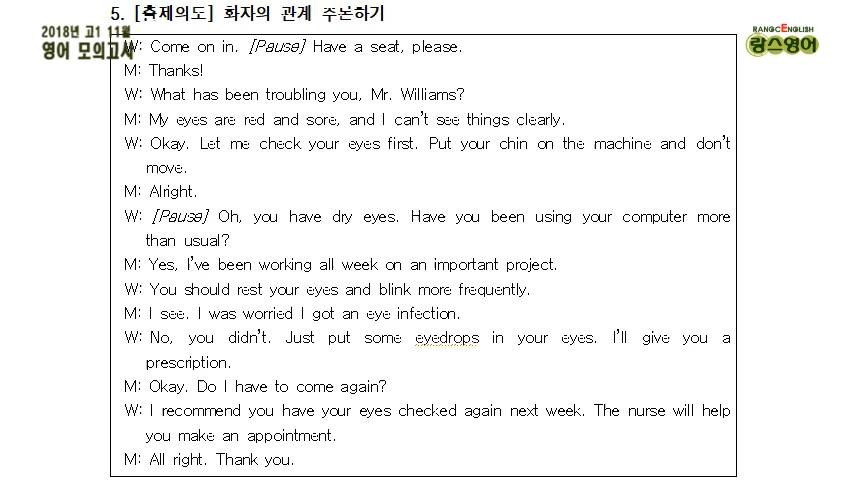 5. [출제의도] 화자의 관계 추론하기
2018년 고1 11월
영어 모의고사
RANGCENGLISH
랑스영어
W: Come on in. [Pause] Have a seat, please.
M: Thanks!
W: What has been troubling you, Mr. Williams?
M: My eyes are red and sore, and I can't see things clearly.
W: Okay. Let me check your eyes first. Put your chin on the machine and don't
move.
M: Alright.
W: [Pause] Oh, you have dry eyes. Have you been using your computer more
than usual?
M: Yes, I've been working all week on an important project.
W: You should rest your eyes and blink more frequently.
M: I see. I was worried I got an eye infection.
W: No, you didn't. Just put some eyedrops in your eyes. I'll give you a
prescription.
M: Okay. Do I have to come again?
W: I recommend you have your eyes checked again next week. The nurse will help
you make an appointment.
M: All right. Thank you.